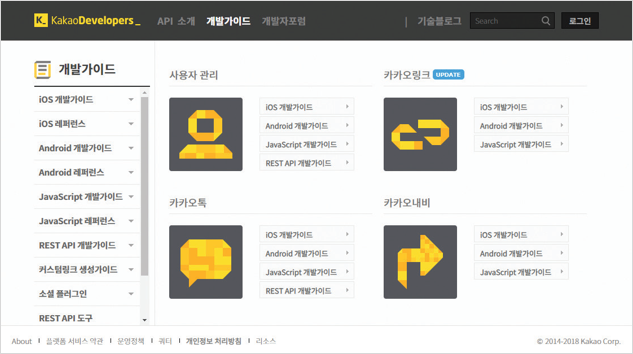 K_ KakaoDevelopers_ API 소개 개발가이드 개발자포럼 | 기술블로그 Search 로그인
개발가이드
iOS 개발가이드
iOS 레퍼런스
Android 개발가이드
Android 레퍼런스
JavaScript 개발가이드
JavaScript 레퍼런스
REST API 개발가이드
커스텀링크 생성가이드
소셜 플러그인
REST API 도구
사용자 관리
iOS 개발가이드
Android 개발가이드
JavaScript 개발가이드
REST API 개발가이드
카카오링크 UPDATE
iOS 개발가이드
Android 개발가이드
JavaScript 개발가이드
카카오톡
iOS 개발가이드
Android 개발가이드
JavaScript 개발가이드
REST API 개발가이드
카카오내비
iOS 개발가이드
Android 개발가이드
JavaScript 개발가이드
About | 플랫폼 서비스 약관 | 운영정책 | 쿼터 | 개인정보 처리방침 | 리소스 © 2014-2018 Kakao Corp.